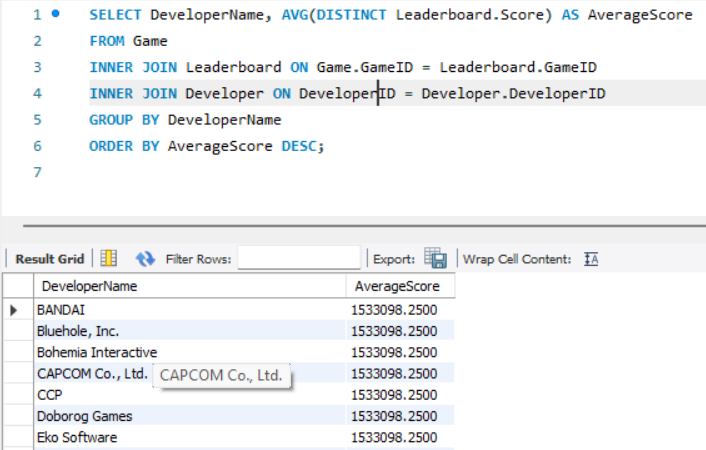 1 SELECT DeveloperName, AVG(DISTINCT Leaderboard.Score) AS AverageScore
2 FROM Game
3 INNER JOIN Leaderboard ON Game.GameID = Leaderboard.GameID
4 INNER JOIN Developer ON DeveloperID = Developer.DeveloperID
5 GROUP BY DeveloperName
6 ORDER BY AverageScore DESC;
7
Result Grid Filter Rows: Export: Wrap Cell Content: IA
DeveloperName AverageScore
BANDAI 1533098.2500
Bluehole, Inc. 1533098.2500
Bohemia Interactive 1533098.2500
CAPCOM Co., Ltd. CAPCOM Co., Ltd. 1533098.2500
CCP 1533098.2500
Doborog Games 1533098.2500
Eko Software 1533098.2500